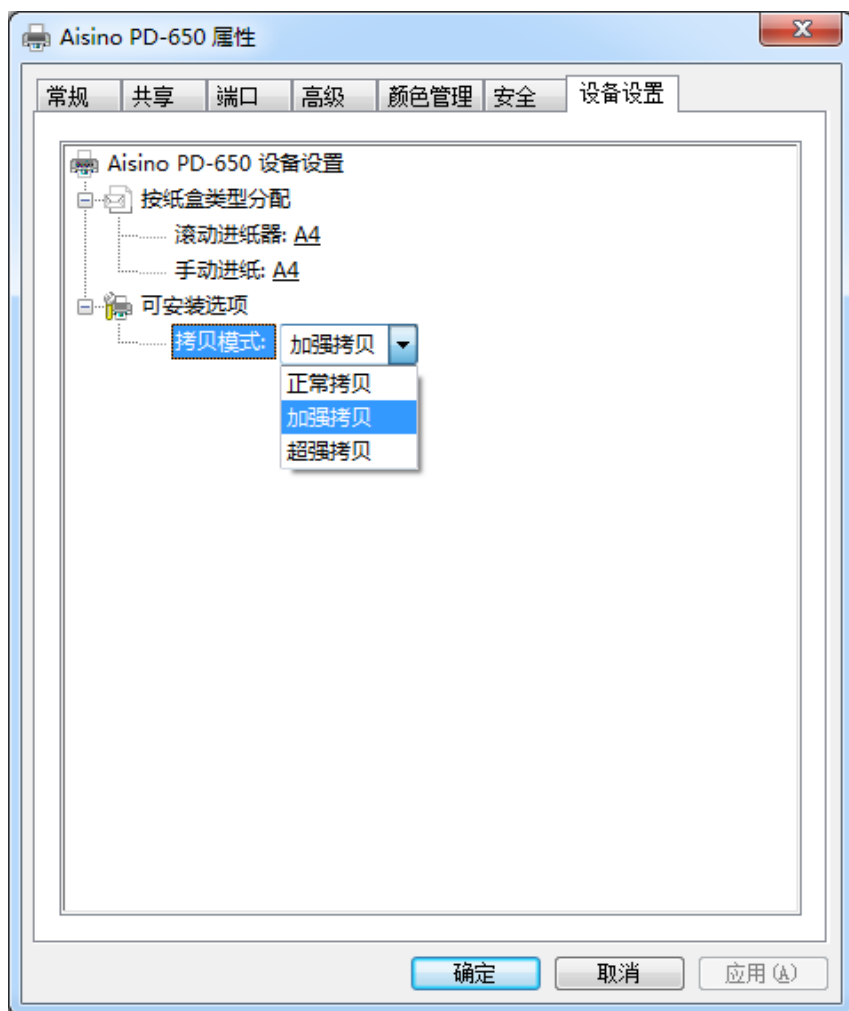 Aisino PD-650 属性
常规 共享 端口 高级 颜色管理 安全 设备设置
Aisino PD-650 设备设置
按纸盒类型分配
滚动进纸器: A4
手动进纸: A4
可安装选项
拷贝模式: 加强拷贝
正常拷贝
加强拷贝
超强拷贝
确定 取消 应用(A)